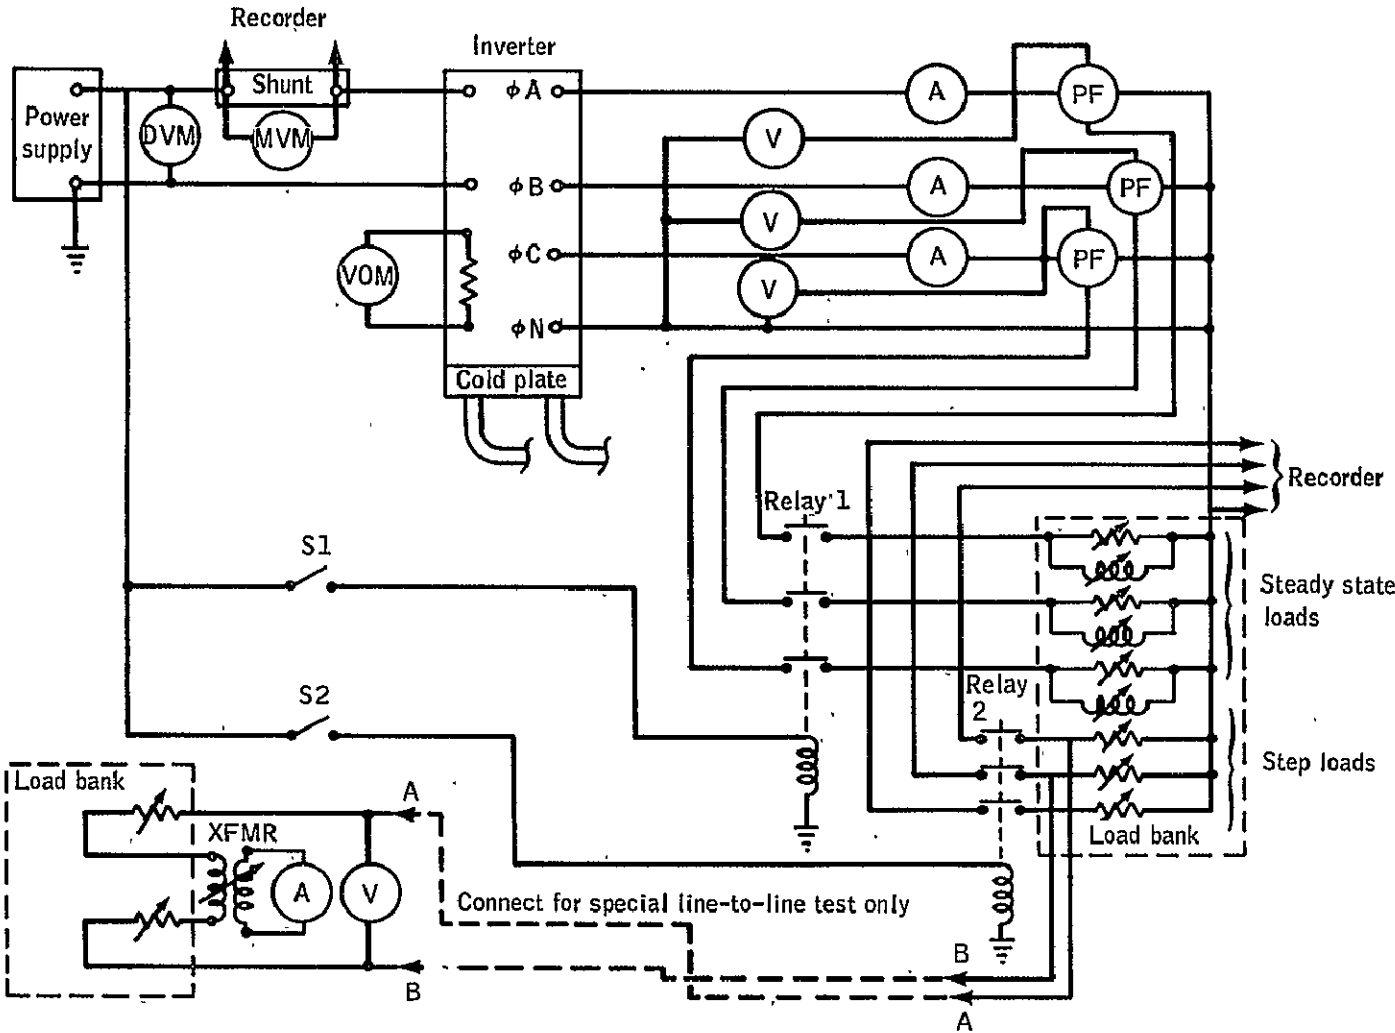 Recorder
Inverter
Shunt
Power
supply
DVM
MVM
φA
A
PF
V
φB
A
PF
V
φC
A
PF
VOM
V
φN
Cold plate
Recorder
Relay 1
S1
Steady state
loads
S2
Relay
2
Step loads
Load bank
A
XFMR
Load bank
A
V
Connect for special line-to-line test only
B
B
A